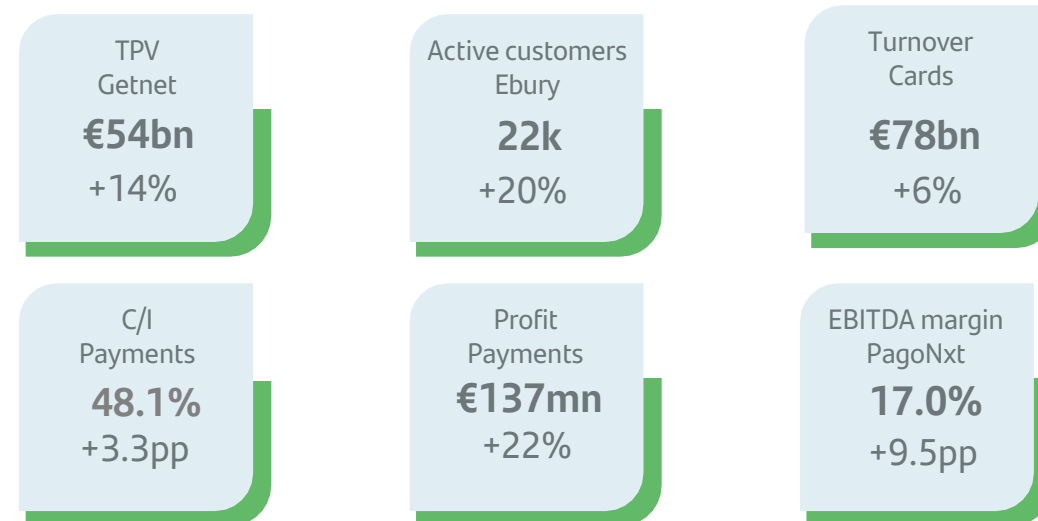 TPV
Getnet
€54bn
+14%
Active customers
Ebury
22k
+20%
Turnover
Cards
€78bn
+6%
C/I
Payments
48.1%
+3.3pp
Profit
Payments
€137mn
+22%
EBITDA margin
PagoNxt
17.0%
+9.5pp